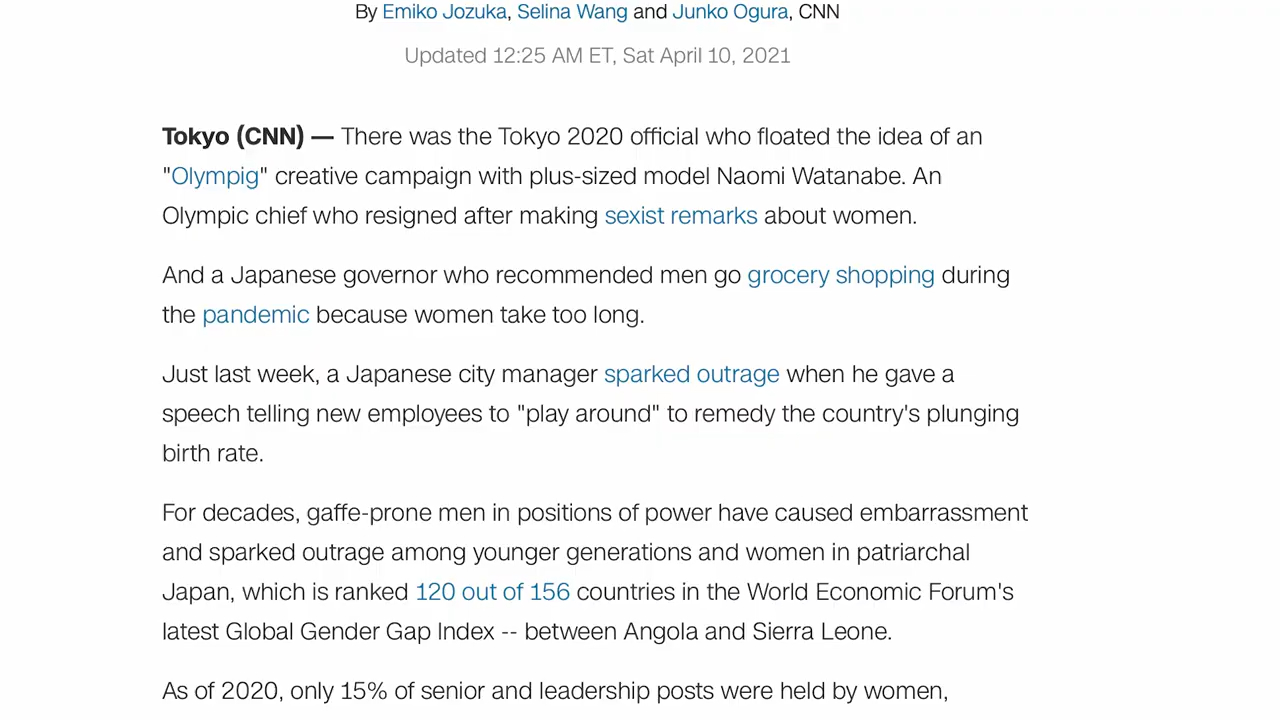 By Emiko Jozuka, Selina Wang and Junko Ogura, CNN
Updated 12:25 AM ET, Sat April 10, 2021
Tokyo (CNN) — There was the Tokyo 2020 official who floated the idea of an
"Olympig" creative campaign with plus-sized model Naomi Watanabe. An
Olympic chief who resigned after making sexist remarks about women.
And a Japanese governor who recommended men go grocery shopping during
the pandemic because women take too long.
Just last week, a Japanese city manager sparked outrage when he gave a
speech telling new employees to "play around" to remedy the country's plunging
birth rate.
For decades, gaffe-prone men in positions of power have caused embarrassment
and sparked outrage among younger generations and women in patriarchal
Japan, which is ranked 120 out of 156 countries in the World Economic Forum's
latest Global Gender Gap Index -- between Angola and Sierra Leone.
As of 2020, only 15% of senior and leadership posts were held by women,